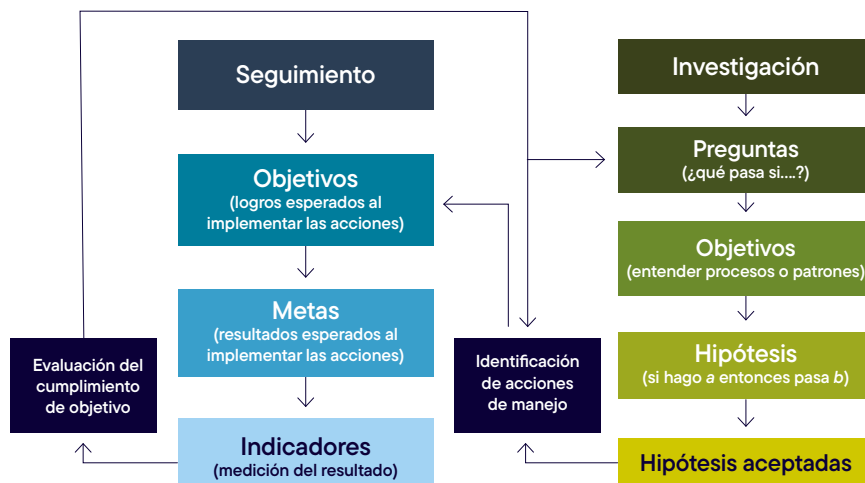 Seguimiento
Objetivos
(logros esperados al
implementar las acciones)
Metas
(resultados esperados al
implementar las acciones)
Indicadores
(medición del resultado)
Evaluación del
cumplimiento
de objetivo
Identificación
de acciones
de manejo
Investigación
Preguntas
(¿qué pasa si....?)
Objetivos
(entender procesos o patrones)
Hipótesis
(si hago a entonces pasa b)
Hipótesis aceptadas